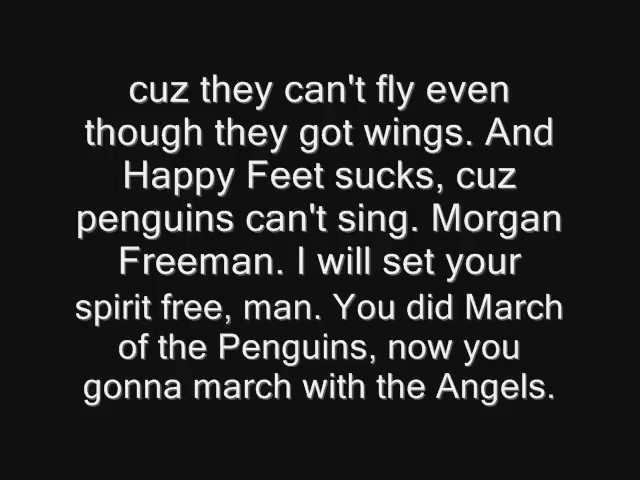 cuz they can't fly even
though they got wings. And
Happy Feet sucks, cuz
penguins can't sing. Morgan
Freeman. I will set your
spirit free, man. You did March
of the Penguins, now you
gonna march with the Angels.